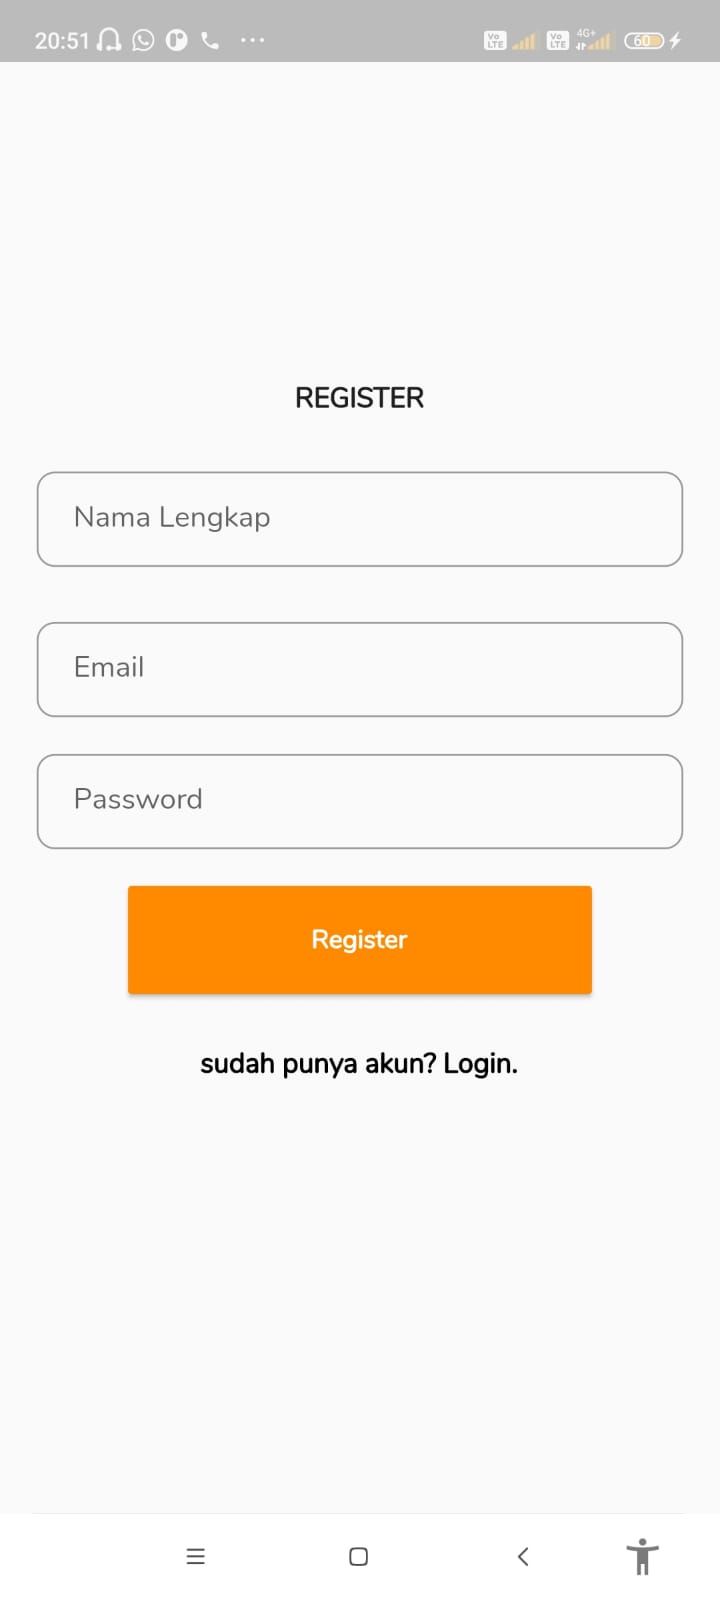 20:51 Vo LTE Vo LTE 4G+ 60
REGISTER
Nama Lengkap
Email
Password
Register
sudah punya akun? Login.